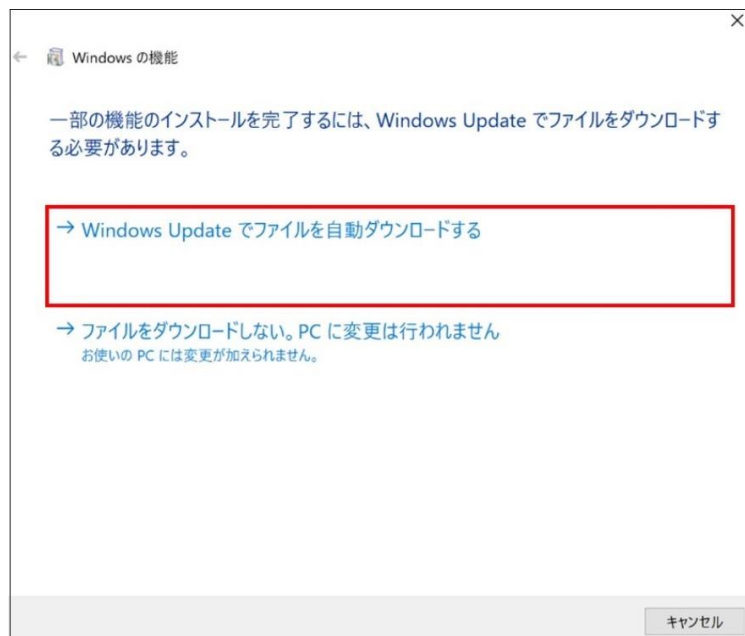 Windows の機能
一部の機能のインストールを完了するには、Windows Update でファイルをダウンロードす
る必要があります。
→ Windows Update でファイルを自動ダウンロードする
→ ファイルをダウンロードしない。PC に変更は行われません
お使いの PC には変更が加えられません。
キャンセル